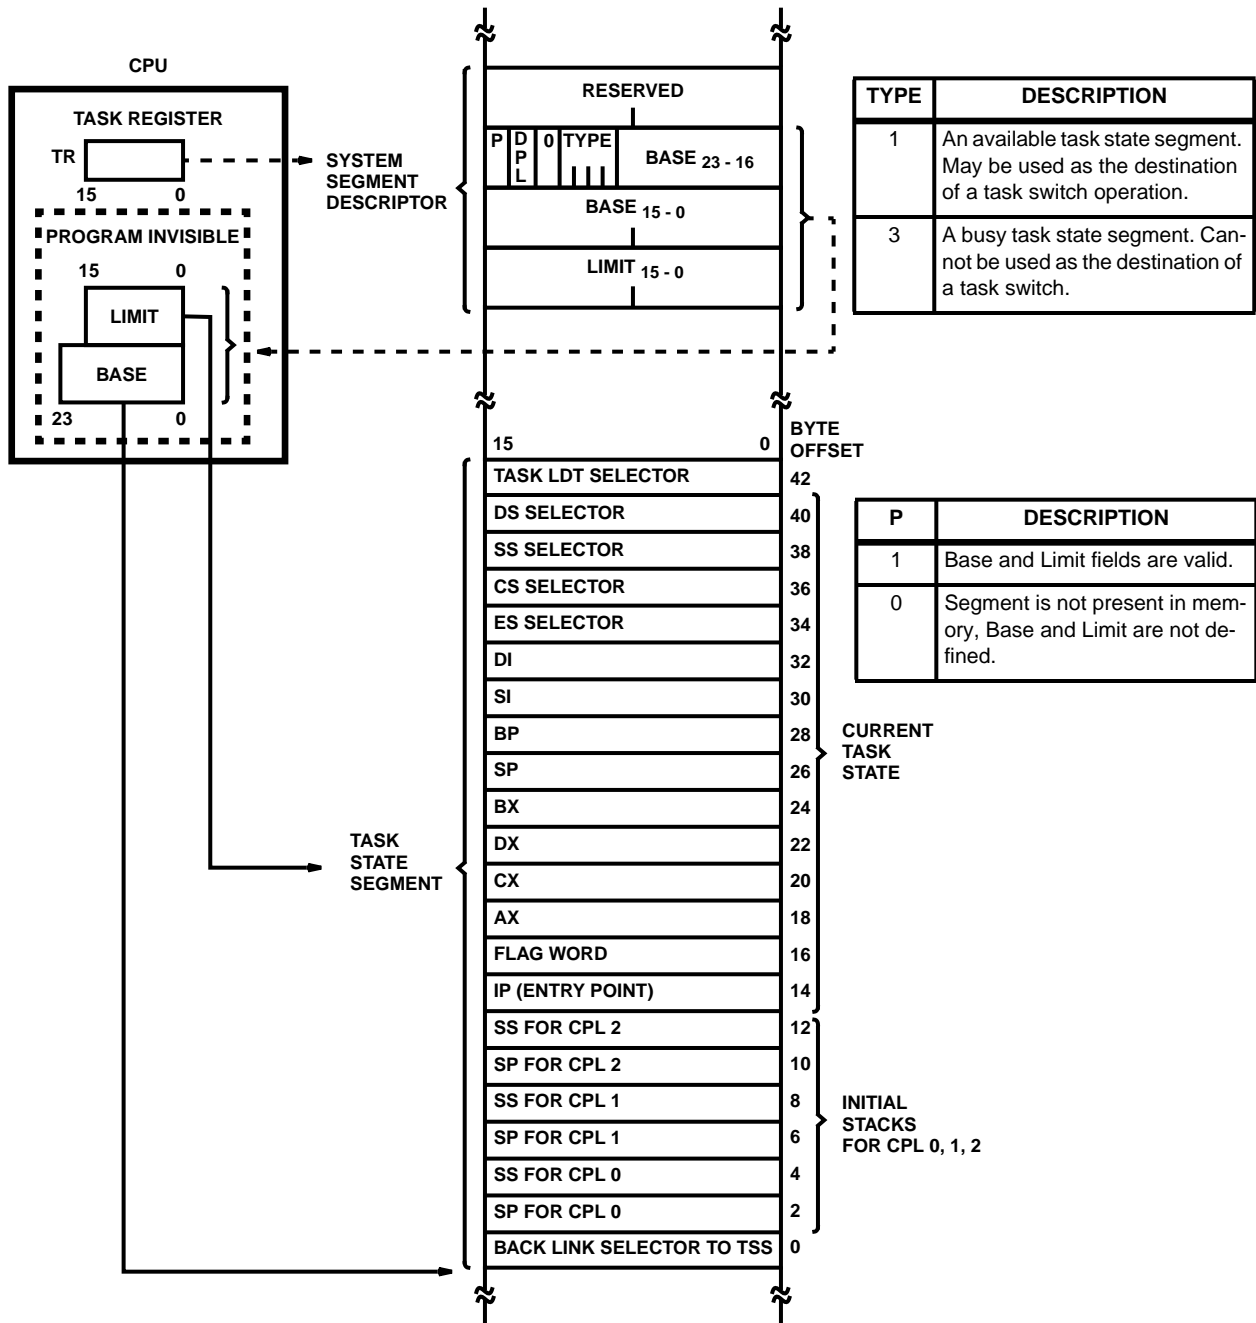 CPU
TASK REGISTER
TR
15 0
PROGRAM INVISIBLE
15 0
LIMIT
BASE
23 0
SYSTEM
SEGMENT
DESCRIPTOR
RESERVED
P DPL 0 TYPE BASE 23 - 16
BASE 15 - 0
LIMIT 15 - 0
TYPE DESCRIPTION
1 An available task state segment.
May be used as the destination
of a task switch operation.
3 A busy task state segment. Can-
not be used as the destination of
a task switch.
15 0
BYTE
OFFSET
TASK LDT SELECTOR 42
DS SELECTOR 40
SS SELECTOR 38
CS SELECTOR 36
ES SELECTOR 34
DI 32
SI 30
BP 28
SP 26
BX 24
DX 22
CX 20
AX 18
FLAG WORD 16
IP (ENTRY POINT) 14
SS FOR CPL 2 12
SP FOR CPL 2 10
SS FOR CPL 1 8
SP FOR CPL 1 6
SS FOR CPL 0 4
SP FOR CPL 0 2
BACK LINK SELECTOR TO TSS 0
TASK
STATE
SEGMENT
P DESCRIPTION
1 Base and Limit fields are valid.
0 Segment is not present in mem-
ory, Base and Limit are not de-
fined.
CURRENT
TASK
STATE
INITIAL
STACKS
FOR CPL 0, 1, 2